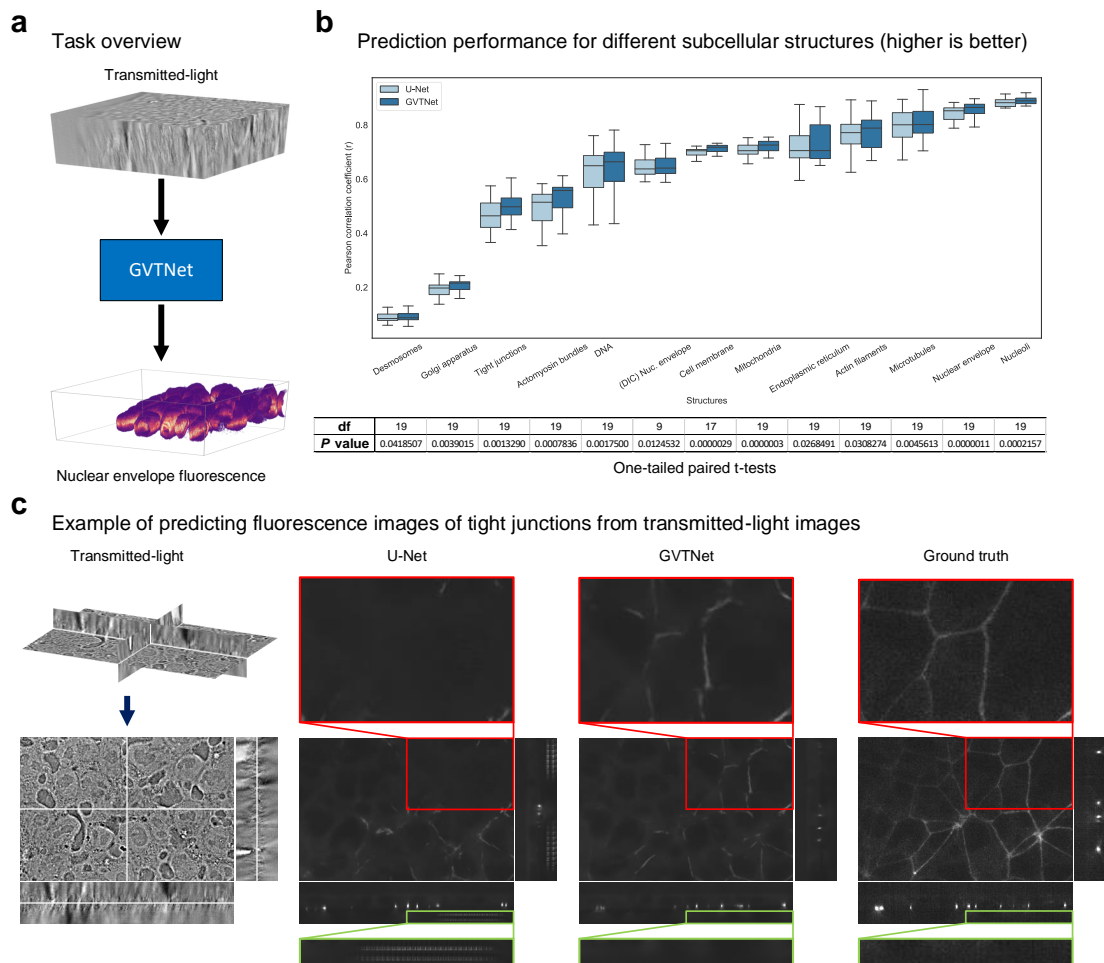 a
Task overview
Transmitted-light
GVTNet
Nuclear envelope fluorescence
b
Prediction performance for different subcellular structures (higher is better)
U-Net
GVTNet
Pearson correlation coefficient (r)
0.8
0.6
0.4
0.2
Desmosomes
Golgi apparatus
Tight junctions
Actomyosin bundles
DNA
(DIC) Nuc. envelope
Cell membrane
Mitochondria
Endoplasmic reticulum
Actin filaments
Microtubules
Nuclear envelope
Nucleoli
Structures
df 19 19 19 19 19 9 17 19 19 19 19 19 19
P value 0.0418507 0.0039015 0.0013290 0.0007836 0.0017500 0.0124532 0.0000029 0.0000003 0.0268491 0.0308274 0.0045613 0.0000011 0.0002157
One-tailed paired t-tests
c
Example of predicting fluorescence images of tight junctions from transmitted-light images
Transmitted-light
U-Net
GVTNet
Ground truth